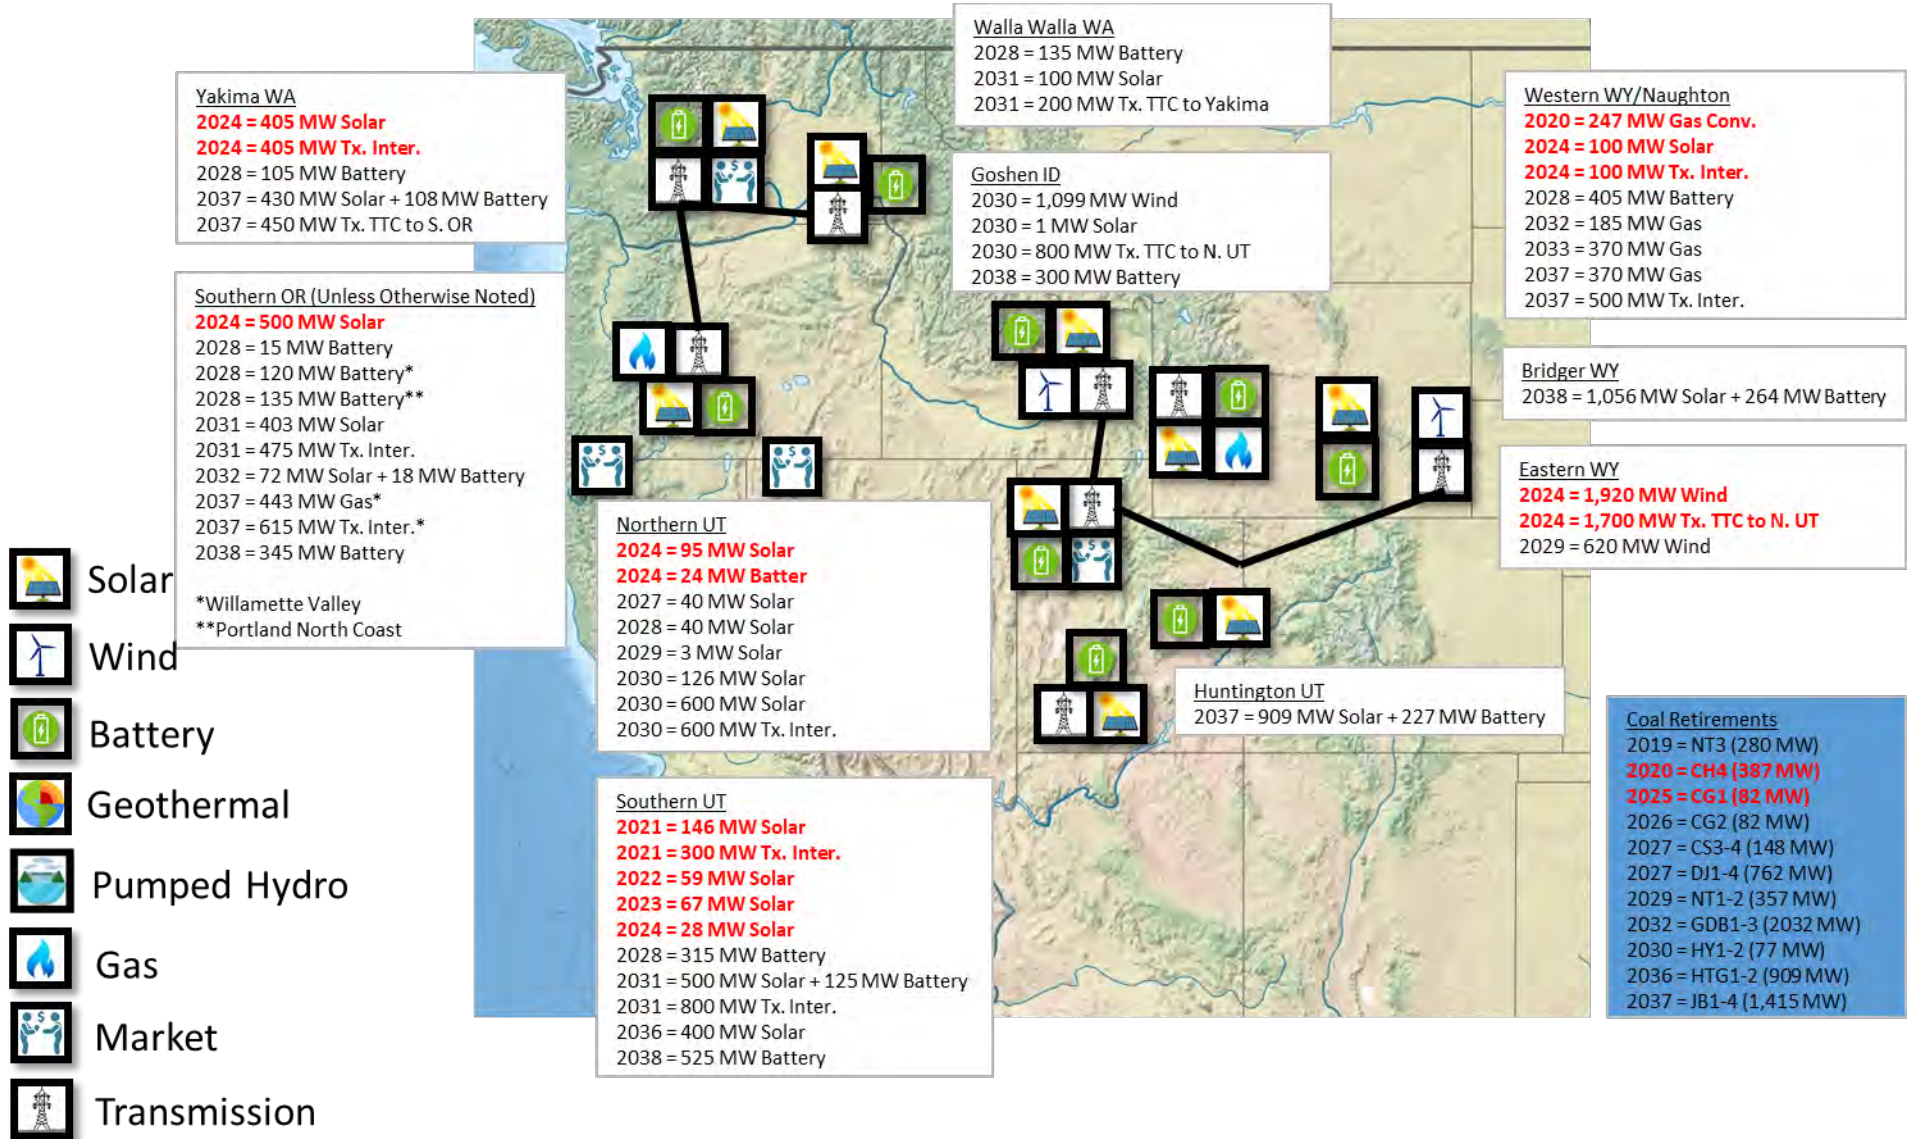 Walla Walla WA
2028 = 135 MW Battery
2031 = 100 MW Solar
2031 = 200 MW Tx. TTC to Yakima
Yakima WA
2024 = 405 MW Solar
2024 = 405 MW Tx. Inter.
2028 = 105 MW Battery
2037 = 430 MW Solar + 108 MW Battery
2037 = 450 MW Tx. TTC to S. OR
Western WY/Naughton
2020 = 247 MW Gas Conv.
2024 = 100 MW Solar
2024 = 100 MW Tx. Inter.
2028 = 405 MW Battery
2032 = 185 MW Gas
2033 = 370 MW Gas
2037 = 370 MW Gas
2037 = 500 MW Tx. Inter.
Goshen ID
2030 = 1,099 MW Wind
2030 = 1 MW Solar
2030 = 800 MW Tx. TTC to N. UT
2038 = 300 MW Battery
Southern OR (Unless Otherwise Noted)
2024 = 500 MW Solar
2028 = 15 MW Battery
2028 = 120 MW Battery*
2028 = 135 MW Battery**
2031 = 403 MW Solar
2031 = 475 MW Tx. Inter.
2032 = 72 MW Solar + 18 MW Battery
2037 = 443 MW Gas*
2037 = 615 MW Tx. Inter.*
2038 = 345 MW Battery
*Willamette Valley
**Portland North Coast
Bridger WY
2038 = 1,056 MW Solar + 264 MW Battery
Eastern WY
2024 = 1,920 MW Wind
2024 = 1,700 MW Tx. TTC to N. UT
2029 = 620 MW Wind
Northern UT
2024 = 95 MW Solar
2024 = 24 MW Batter
2027 = 40 MW Solar
2028 = 40 MW Solar
2029 = 3 MW Solar
2030 = 126 MW Solar
2030 = 600 MW Solar
2030 = 600 MW Tx. Inter.
Huntington UT
2037 = 909 MW Solar + 227 MW Battery
Southern UT
2021 = 146 MW Solar
2021 = 300 MW Tx. Inter.
2022 = 59 MW Solar
2023 = 67 MW Solar
2024 = 28 MW Solar
2028 = 315 MW Battery
2031 = 500 MW Solar + 125 MW Battery
2031 = 800 MW Tx. Inter.
2036 = 400 MW Solar
2038 = 525 MW Battery
Coal Retirements
2019 = NT3 (280 MW)
2020 = CH4 (387 MW)
2025 = CG1 (82 MW)
2026 = CG2 (82 MW)
2027 = CS3-4 (148 MW)
2027 = DJ1-4 (762 MW)
2029 = NT1-2 (357 MW)
2032 = GDB1-3 (2032 MW)
2030 = HY1-2 (77 MW)
2036 = HTG1-2 (909 MW)
2037 = JB1-4 (1,415 MW)
Solar
Wind
Battery
Geothermal
Pumped Hydro
Gas
Market
Transmission